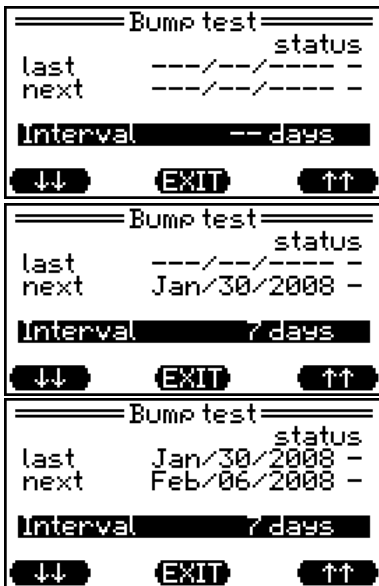 Bump test
status
last ---/--/---- -
next ---/--/---- -
Interval -- days
↓↓ EXIT ↑↑
Bump test
status
last ---/--/---- -
next Jan/30/2008 -
Interval 7 days
↓↓ EXIT ↑↑
Bump test
status
last Jan/30/2008 -
next Feb/06/2008 -
Interval 7 days
↓↓ EXIT ↑↑